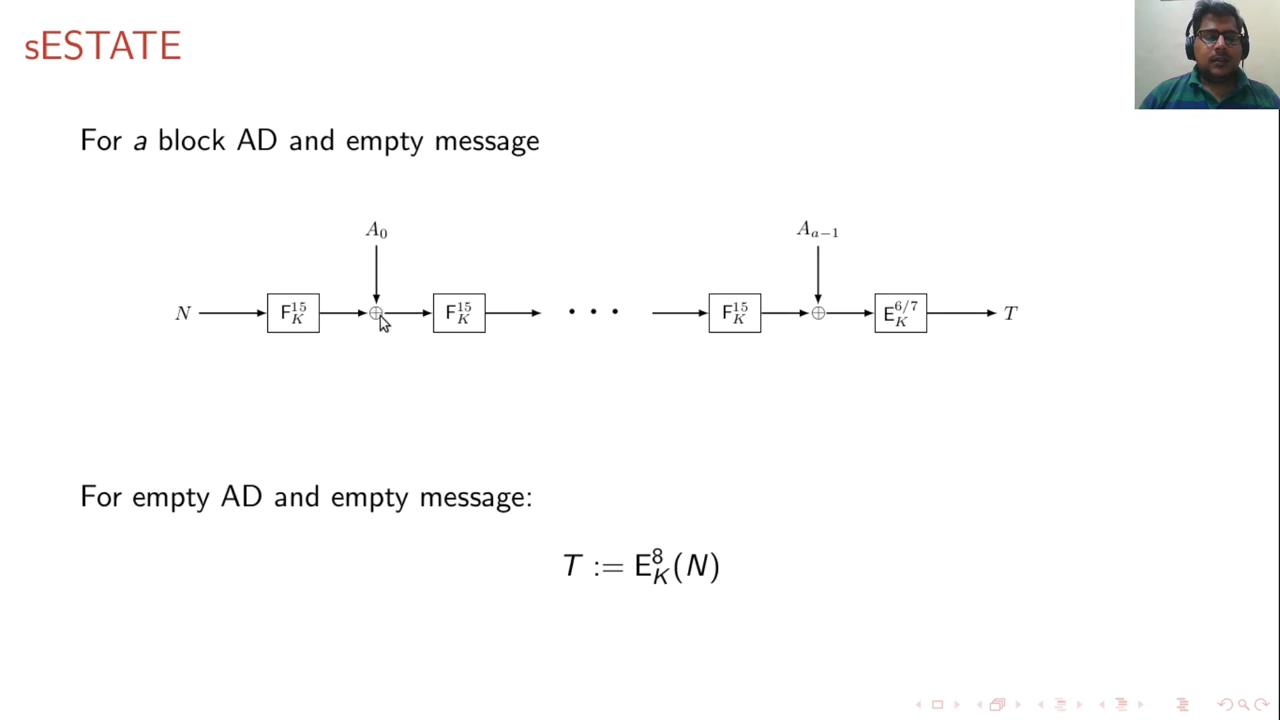 sESTATE
For a block AD and empty message
A_0 A_{a−1}
N F_K^{15} ⊕ F_K^{15} · · · F_K^{15} ⊕ E_K^{6/7} T
For empty AD and empty message:
T := E_K^8(N)